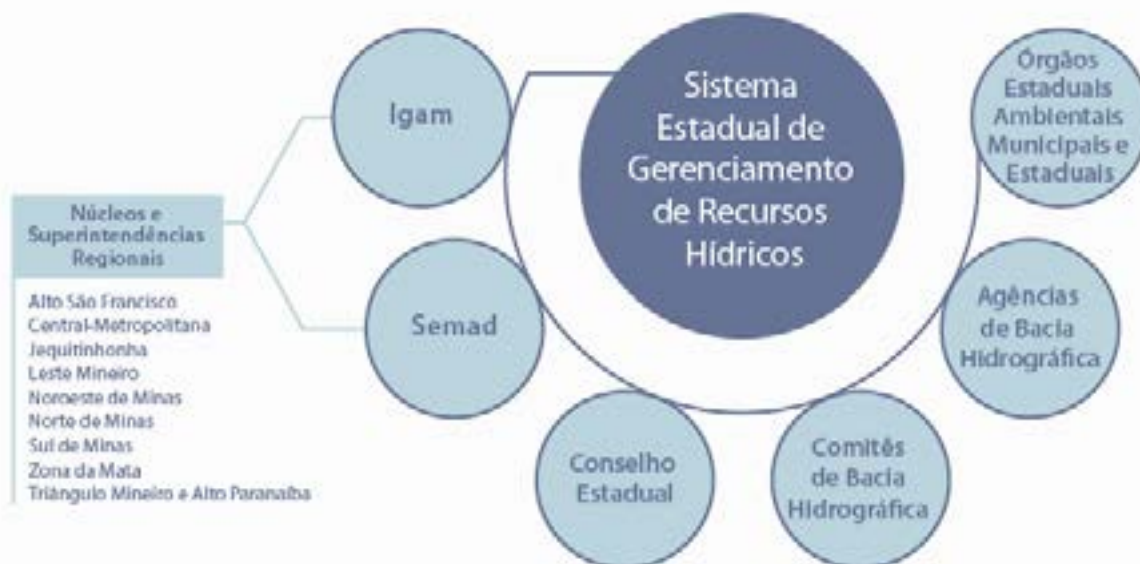 Sistema
Estadual de
Gerenciamento
de Recursos
Hídricos
Igam
Semad
Conselho
Estadual
Comitês
de Bacia
Hidrográfica
Agências
de Bacia
Hidrográfica
Órgãos
Estaduais
Ambientais
Municipais e
Estaduais
Núcleos e
Superintendências
Regionais
Alto São Francisco
Central-Metropolitana
Jequitinhonha
Leste Mineiro
Noroeste de Minas
Norte de Minas
Sul de Minas
Zona da Mata
Triângulo Mineiro e Alto Paranaíba